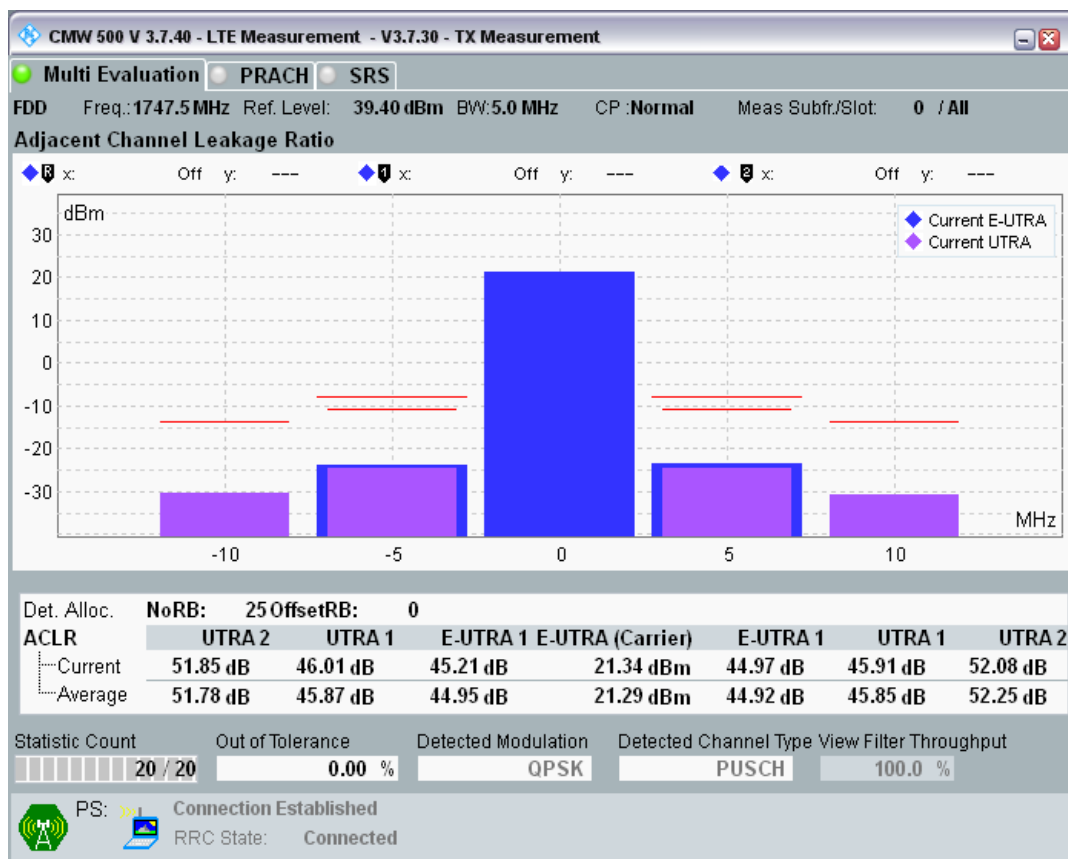 CMW 500 V 3.7.40 - LTE Measurement - V3.7.30 - TX Measurement
Multi Evaluation PRACH SRS
FDD Freq.: 1747.5 MHz Ref. Level: 39.40 dBm BW: 5.0 MHz CP : Normal Meas Subfr./Slot: 0 / All
Adjacent Channel Leakage Ratio
R x: Off y: --- 1 x: Off y: --- 2 x: Off y: ---
dBm
Current E-UTRA
Current UTRA
30
20
10
0
-10
-20
-30
MHz
-10 -5 0 5 10
Det. Alloc. NoRB: 25 OffsetRB: 0
ACLR UTRA 2 UTRA 1 E-UTRA 1 E-UTRA (Carrier) E-UTRA 1 UTRA 1 UTRA 2
Current 51.85 dB 46.01 dB 45.21 dB 21.34 dBm 44.97 dB 45.91 dB 52.08 dB
Average 51.78 dB 45.87 dB 44.95 dB 21.29 dBm 44.92 dB 45.85 dB 52.25 dB
Statistic Count Out of Tolerance Detected Modulation Detected Channel Type View Filter Throughput
20 / 20 0.00 % QPSK PUSCH 100.0 %
PS: Connection Established
RRC State: Connected